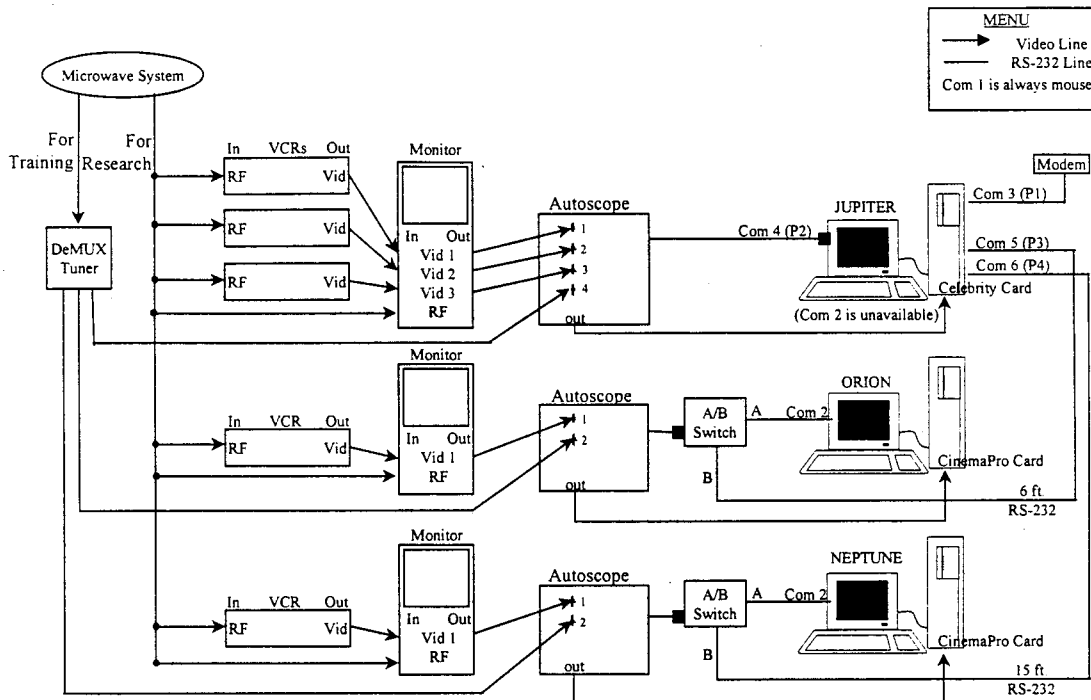 MENU
Video Line
RS-232 Line
Com 1 is always mouse
Microwave System
For
Training
For
Research
DeMUX
Tuner
In VCRs Out
RF Vid
RF Vid
RF Vid
Monitor
In Out
Vid 1
Vid 2
Vid 3
RF
Autoscope
1
2
3
4
out
Com 4 (P2)
JUPITER
(Com 2 is unavailable)
Modem
Com 3 (P1)
Com 5 (P3)
Com 6 (P4)
Celebrity Card
In VCR Out
RF Vid
Monitor
In Out
Vid 1
RF
Autoscope
1
2
out
A/B
Switch
A Com 2
B
ORION
CinemaPro Card
6 ft.
RS-232
In VCR Out
RF Vid
Monitor
In Out
Vid 1
RF
Autoscope
1
2
out
A/B
Switch
A Com 2
B
NEPTUNE
CinemaPro Card
15 ft
RS-232